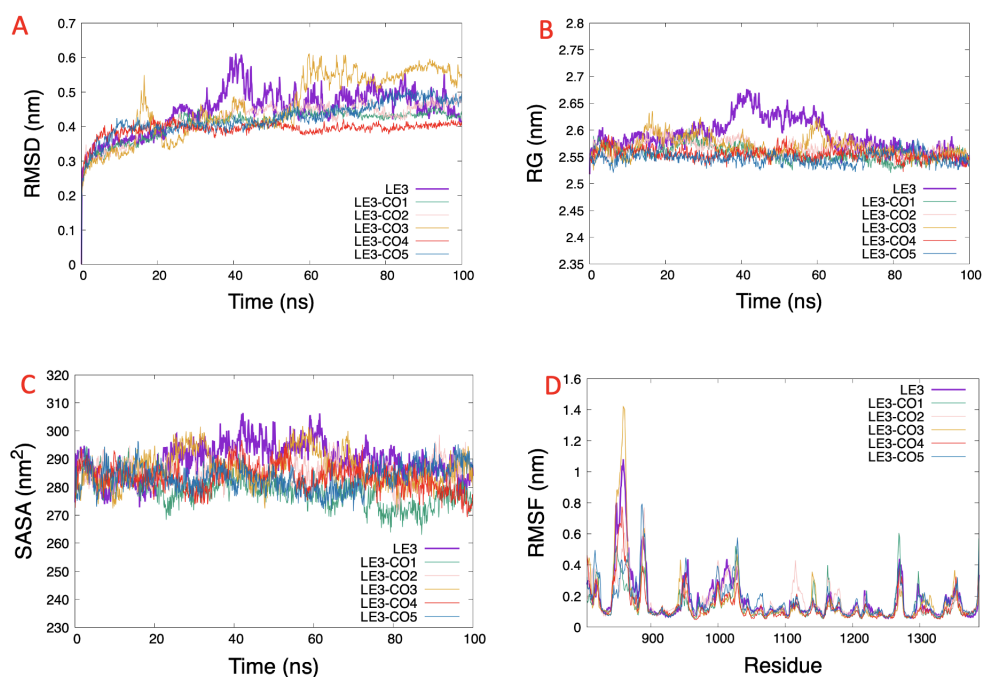 A
RMSD (nm)
0.7
0.6
0.5
0.4
0.3
0.2
0.1
0
LE3
LE3-CO1
LE3-CO2
LE3-CO3
LE3-CO4
LE3-CO5
0 20 40 60 80 100
Time (ns)
B
RG (nm)
2.8
2.75
2.7
2.65
2.6
2.55
2.5
2.45
2.4
2.35
LE3
LE3-CO1
LE3-CO2
LE3-CO3
LE3-CO4
LE3-CO5
0 20 40 60 80 100
Time (ns)
C
SASA (nm²)
320
310
300
290
280
270
260
250
240
230
LE3
LE3-CO1
LE3-CO2
LE3-CO3
LE3-CO4
LE3-CO5
0 20 40 60 80 100
Time (ns)
D
RMSF (nm)
1.6
1.4
1.2
1
0.8
0.6
0.4
0.2
0
LE3
LE3-CO1
LE3-CO2
LE3-CO3
LE3-CO4
LE3-CO5
900 1000 1100 1200 1300
Residue